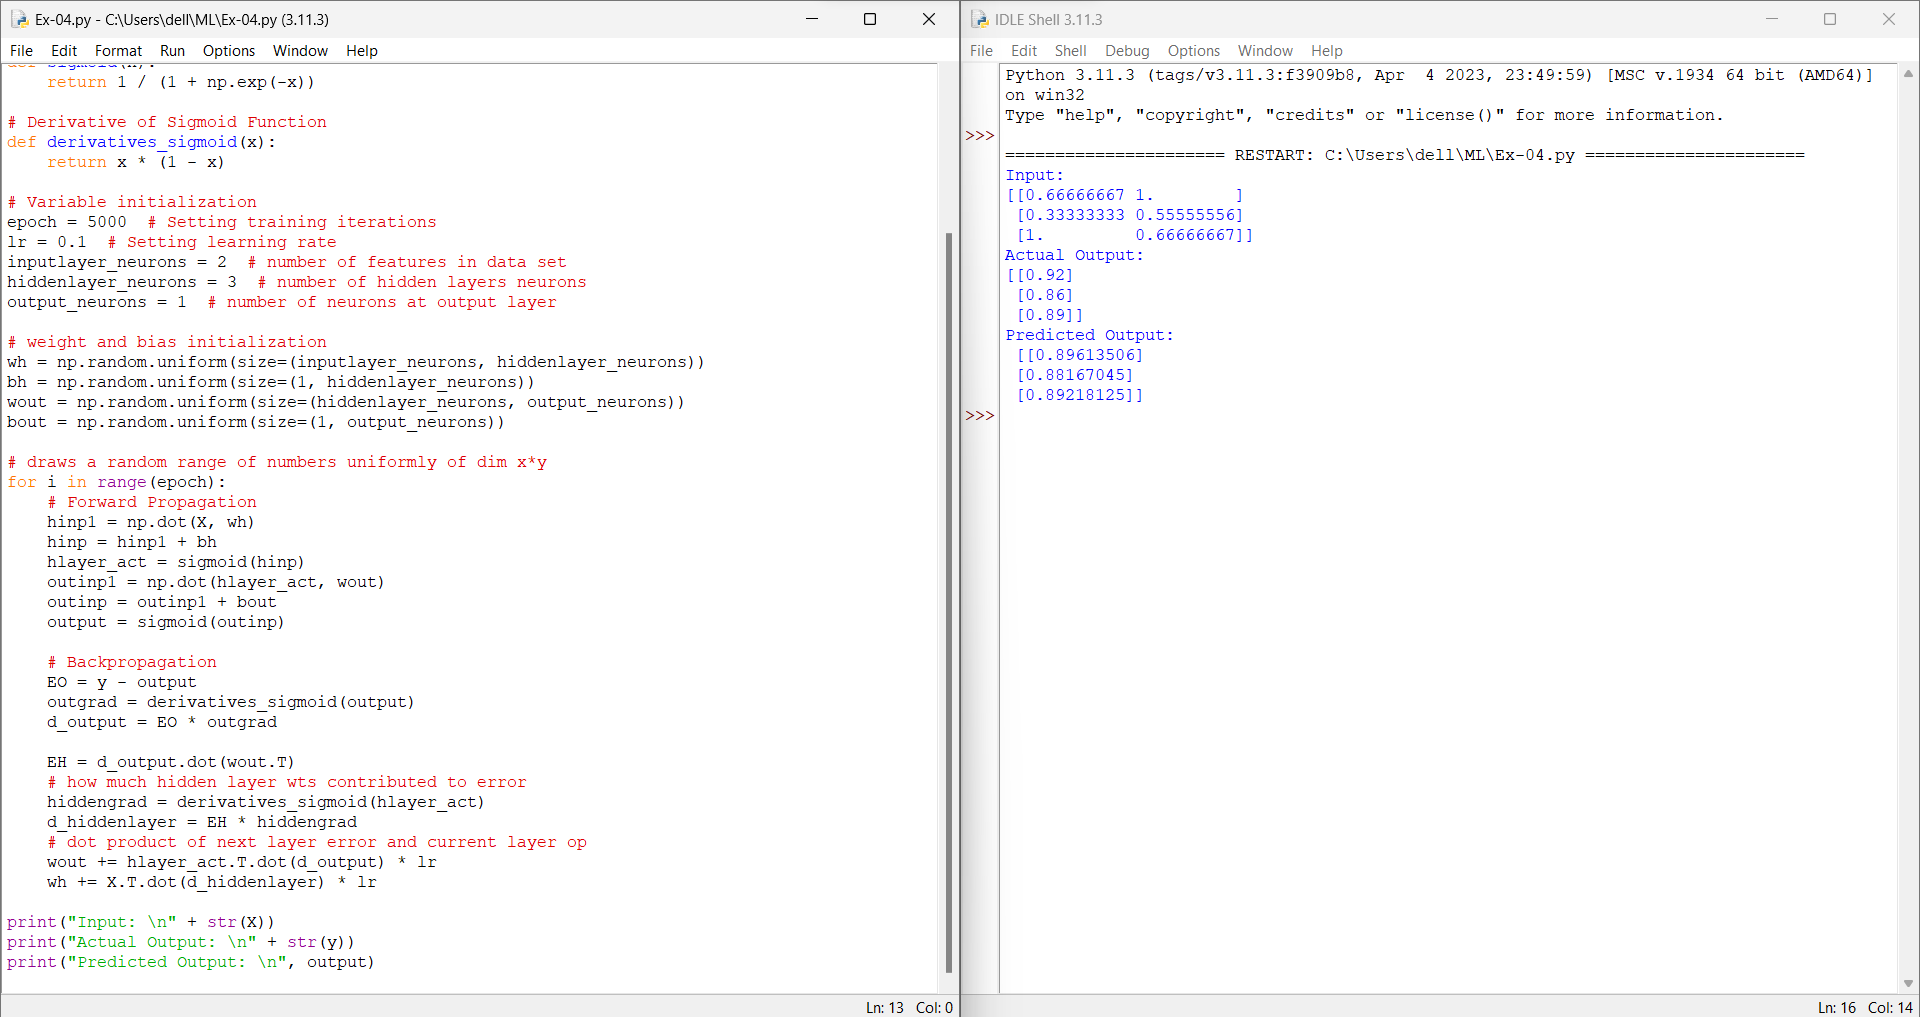 Ex-04.py - C:\Users\dell\ML\Ex-04.py (3.11.3)
File Edit Format Run Options Window Help
def sigmoid(x):
    return 1 / (1 + np.exp(-x))

# Derivative of Sigmoid Function
def derivatives_sigmoid(x):
    return x * (1 - x)

# Variable initialization
epoch = 5000  # Setting training iterations
lr = 0.1  # Setting learning rate
inputlayer_neurons = 2  # number of features in data set
hiddenlayer_neurons = 3  # number of hidden layers neurons
output_neurons = 1  # number of neurons at output layer

# weight and bias initialization
wh = np.random.uniform(size=(inputlayer_neurons, hiddenlayer_neurons))
bh = np.random.uniform(size=(1, hiddenlayer_neurons))
wout = np.random.uniform(size=(hiddenlayer_neurons, output_neurons))
bout = np.random.uniform(size=(1, output_neurons))

# draws a random range of numbers uniformly of dim x*y
for i in range(epoch):
    # Forward Propagation
    hinp1 = np.dot(X, wh)
    hinp = hinp1 + bh
    hlayer_act = sigmoid(hinp)
    outinp1 = np.dot(hlayer_act, wout)
    outinp = outinp1 + bout
    output = sigmoid(outinp)

    # Backpropagation
    EO = y - output
    outgrad = derivatives_sigmoid(output)
    d_output = EO * outgrad

    EH = d_output.dot(wout.T)
    # how much hidden layer wts contributed to error
    hiddengrad = derivatives_sigmoid(hlayer_act)
    d_hiddenlayer = EH * hiddengrad
    # dot product of next layer error and current layer op
    wout += hlayer_act.T.dot(d_output) * lr
    wh += X.T.dot(d_hiddenlayer) * lr

print("Input: \n" + str(X))
print("Actual Output: \n" + str(y))
print("Predicted Output: \n", output)
Ln: 13 Col: 0
IDLE Shell 3.11.3
File Edit Shell Debug Options Window Help
Python 3.11.3 (tags/v3.11.3:f3909b8, Apr  4 2023, 23:49:59) [MSC v.1934 64 bit (AMD64)]
on win32
Type "help", "copyright", "credits" or "license()" for more information.
>>>
====================== RESTART: C:\Users\dell\ML\Ex-04.py ======================
Input:
[[0.66666667 1.        ]
 [0.33333333 0.55555556]
 [1.         0.66666667]]
Actual Output:
[[0.92]
 [0.86]
 [0.89]]
Predicted Output:
 [[0.89613506]
 [0.88167045]
 [0.89218125]]
>>>
Ln: 16 Col: 14